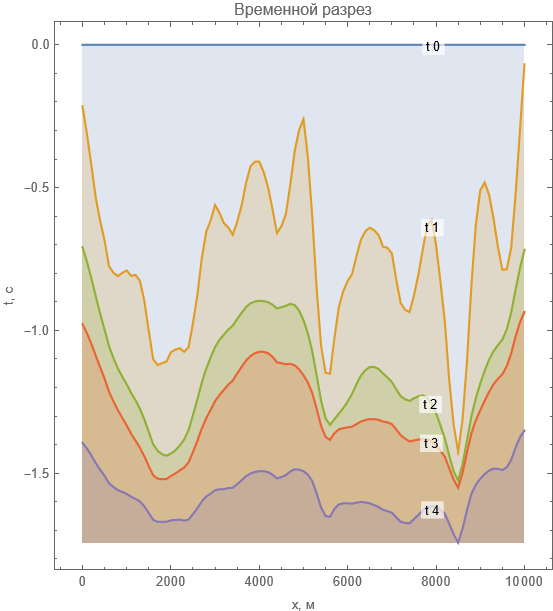 Временной разрез
0.0
t 0
-0.5
t 1
t, с
-1.0
t 2
t 3
-1.5
t 4
0 2000 4000 6000 8000 10000
х, м